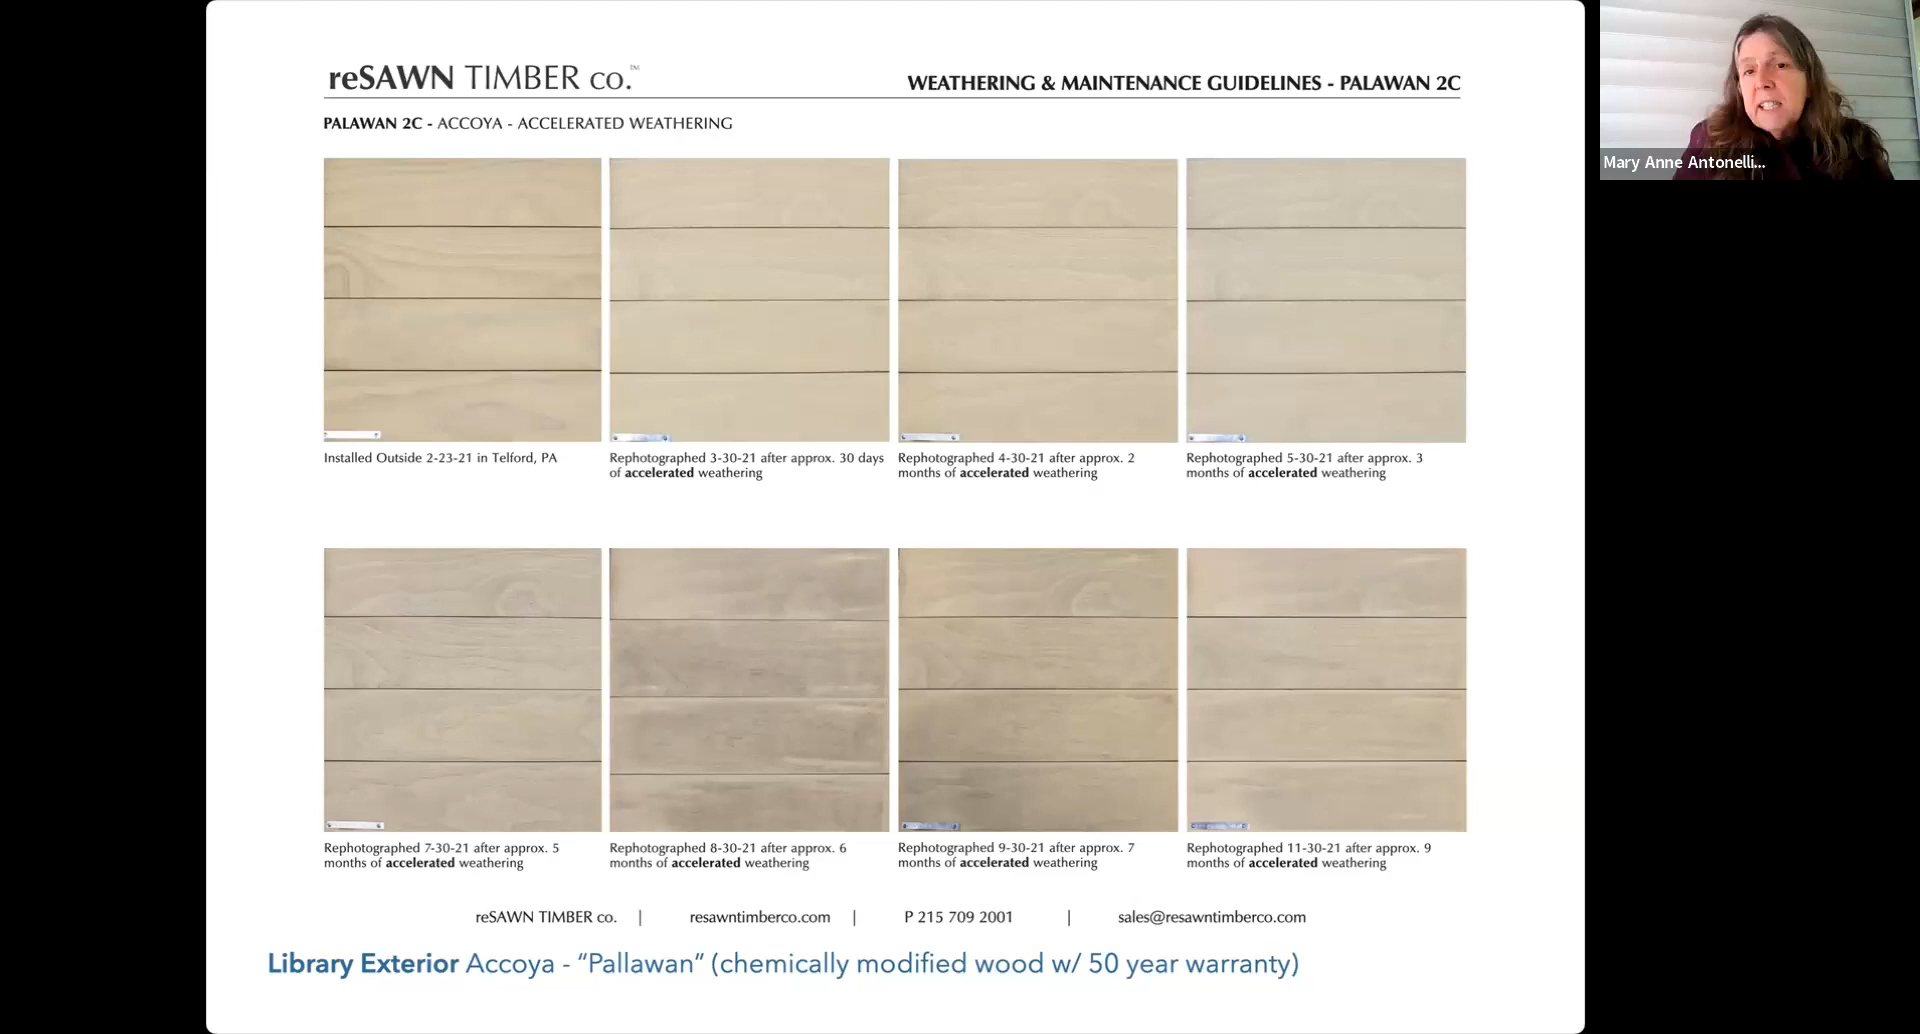 reSAWN TIMBER co.™
WEATHERING & MAINTENANCE GUIDELINES - PALAWAN 2C
PALAWAN 2C - ACCOYA - ACCELERATED WEATHERING
Installed Outside 2-23-21 in Telford, PA
Rephotographed 3-30-21 after approx. 30 days
of accelerated weathering
Rephotographed 4-30-21 after approx. 2
months of accelerated weathering
Rephotographed 5-30-21 after approx. 3
months of accelerated weathering
Rephotographed 7-30-21 after approx. 5
months of accelerated weathering
Rephotographed 8-30-21 after approx. 6
months of accelerated weathering
Rephotographed 9-30-21 after approx. 7
months of accelerated weathering
Rephotographed 11-30-21 after approx. 9
months of accelerated weathering
reSAWN TIMBER co. | resawntimberco.com | P 215 709 2001 | sales@resawntimberco.com
Library Exterior Accoya - “Pallawan” (chemically modified wood w/ 50 year warranty)
Mary Anne Antonelli...